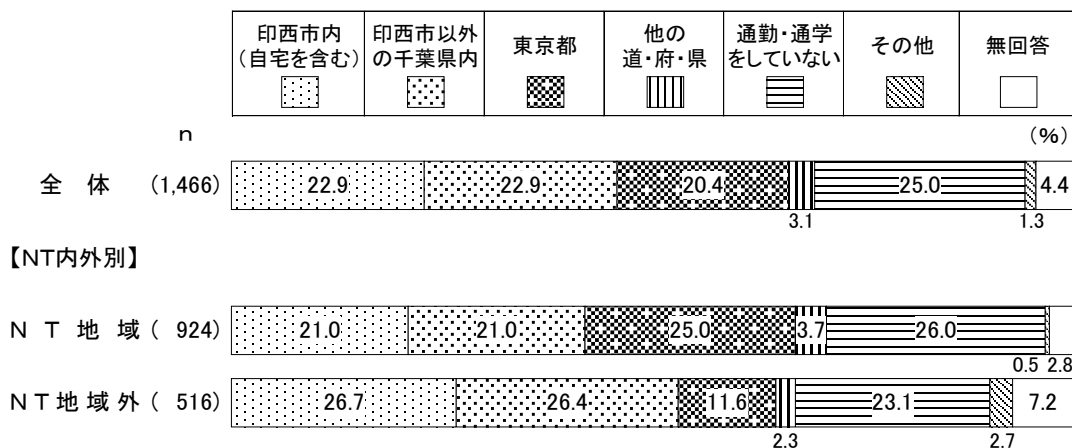 印西市内 印西市以外 東京都 他の 通勤・通学 その他 無回答
(自宅を含む) の千葉県内 道・府・県 をしていない
n (%)
全 体 (1,466) 22.9 22.9 20.4 25.0 4.4
3.1 1.3
【NT内外別】
N T 地 域 ( 924) 21.0 21.0 25.0 3.7 26.0
0.5 2.8
NT地域外 ( 516) 26.7 26.4 11.6 23.1 7.2
2.3 2.7